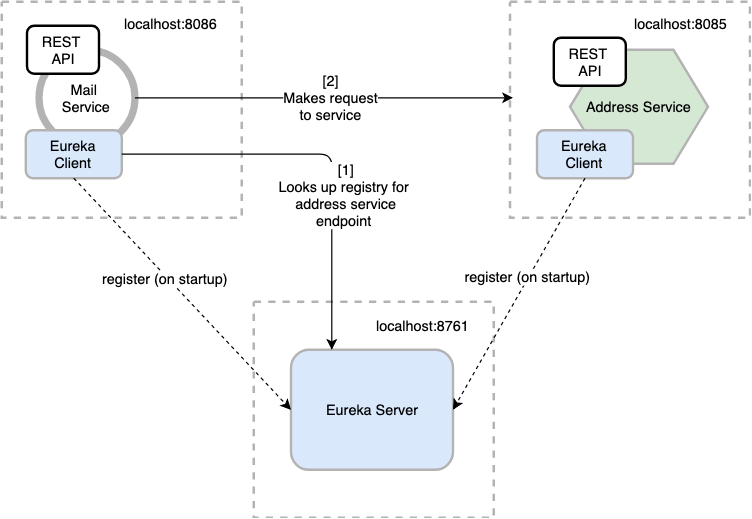 localhost:8086
REST
API
Mail
Service
Eureka
Client
[2]
Makes request
to service
localhost:8085
REST
API
Address Service
Eureka
Client
[1]
Looks up registry for
address service
endpoint
register (on startup)
register (on startup)
localhost:8761
Eureka Server